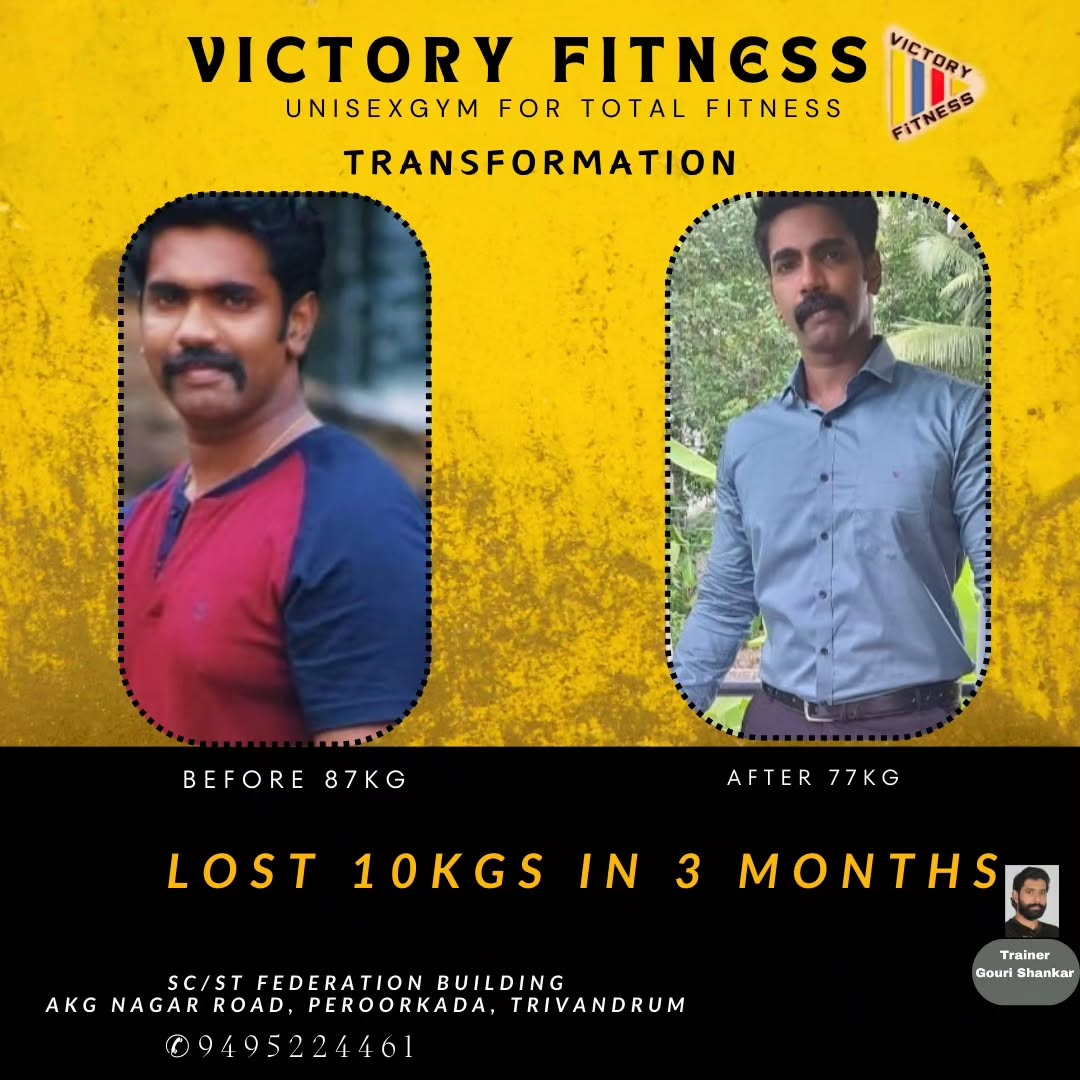 VICTORY FITNESS
UNISEXGYM FOR TOTAL FITNESS
VICTORY
FiTNESS
TRANSFORMATION
BEFORE 87KG
AFTER 77KG
LOST 10KGS IN 3 MONTHS
Trainer
Gouri Shankar
SC/ST FEDERATION BUILDING
AKG NAGAR ROAD, PEROORKADA, TRIVANDRUM
✆9495224461